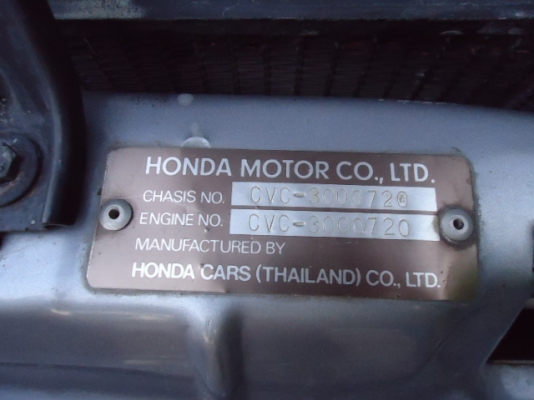 HONDA MOTOR CO., LTD.
CHASIS NO.
ENGINE NO.
MANUFACTURED BY
HONDA CARS (THAILAND) CO., LTD.